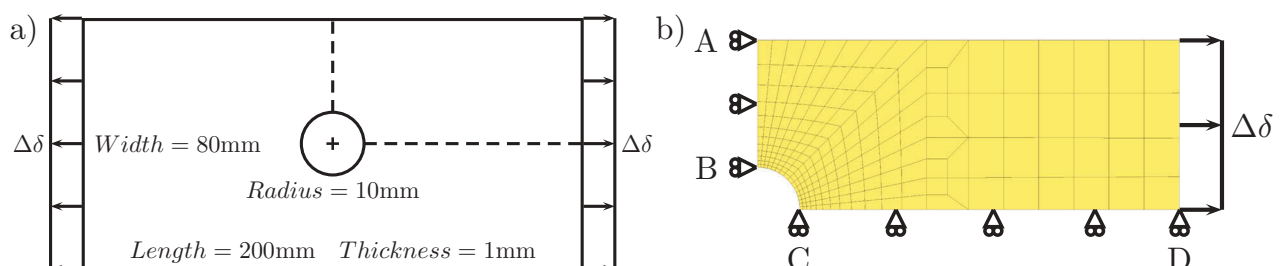 a)
Δδ
Width = 80mm
Δδ
Radius = 10mm
Length = 200mm Thickness = 1mm
b)
A
B
Δδ
C
D